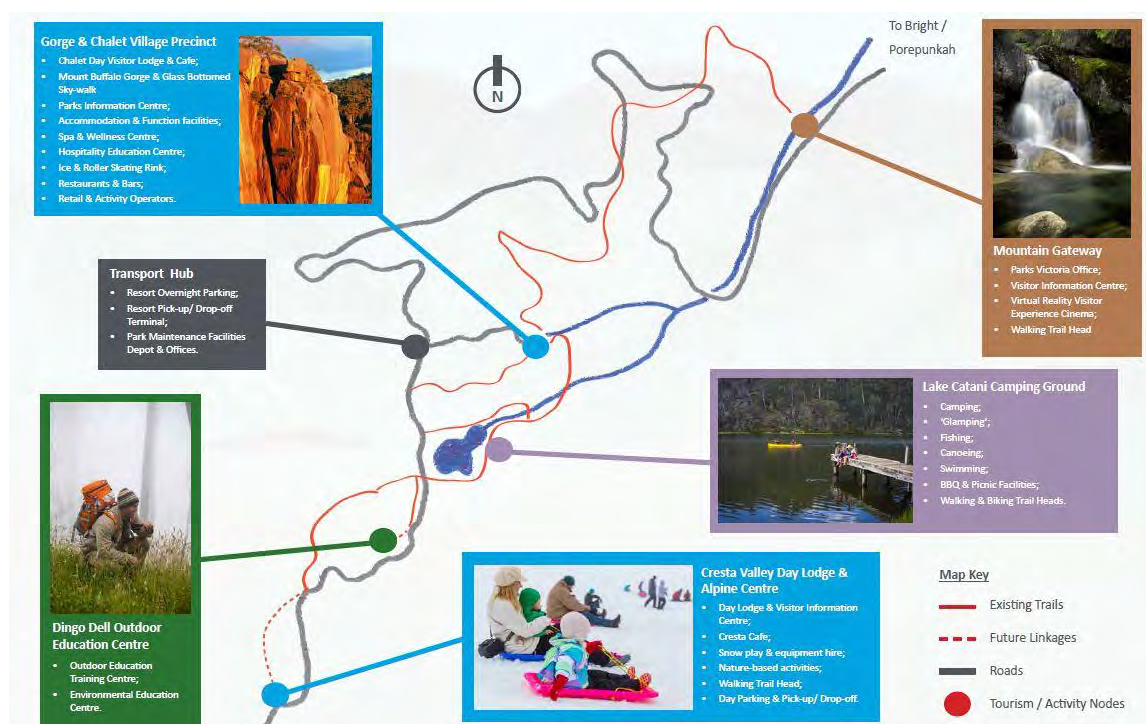 Gorge & Chalet Village Precinct
• Chalet Day Visitor Lodge & Cafe;
• Mount Buffalo Gorge & Glass Bottomed
Sky-walk
• Parks Information Centre;
• Accommodation & Function facilities;
• Spa & Wellness Centre;
• Hospitality Education Centre;
• Ice & Roller Skating Rink;
• Restaurants & Bars;
• Retail & Activity Operators.
N
To Bright /
Porepunkah
Mountain Gateway
• Parks Victoria Office;
• Visitor Information Centre;
• Virtual Reality Visitor
Experience Cinema;
• Walking Trail Head
Transport Hub
• Resort Overnight Parking;
• Resort Pick-up/ Drop-off
Terminal;
• Park Maintenance Facilities
Depot & Offices.
Lake Catani Camping Ground
• Camping;
• 'Glamping';
• Fishing;
• Canoeing;
• Swimming;
• BBQ & Picnic Facilities;
• Walking & Biking Trail Heads.
Dingo Dell Outdoor
Education Centre
• Outdoor Education
Training Centre;
• Environmental Education
Centre.
Cresta Valley Day Lodge &
Alpine Centre
• Day Lodge & Visitor Information
Centre;
• Cresta Cafe;
• Snow play & equipment hire;
• Nature-based activities;
• Walking Trail Head;
• Day Parking & Pick-up/ Drop-off.
Map Key
Existing Trails
Future Linkages
Roads
Tourism / Activity Nodes